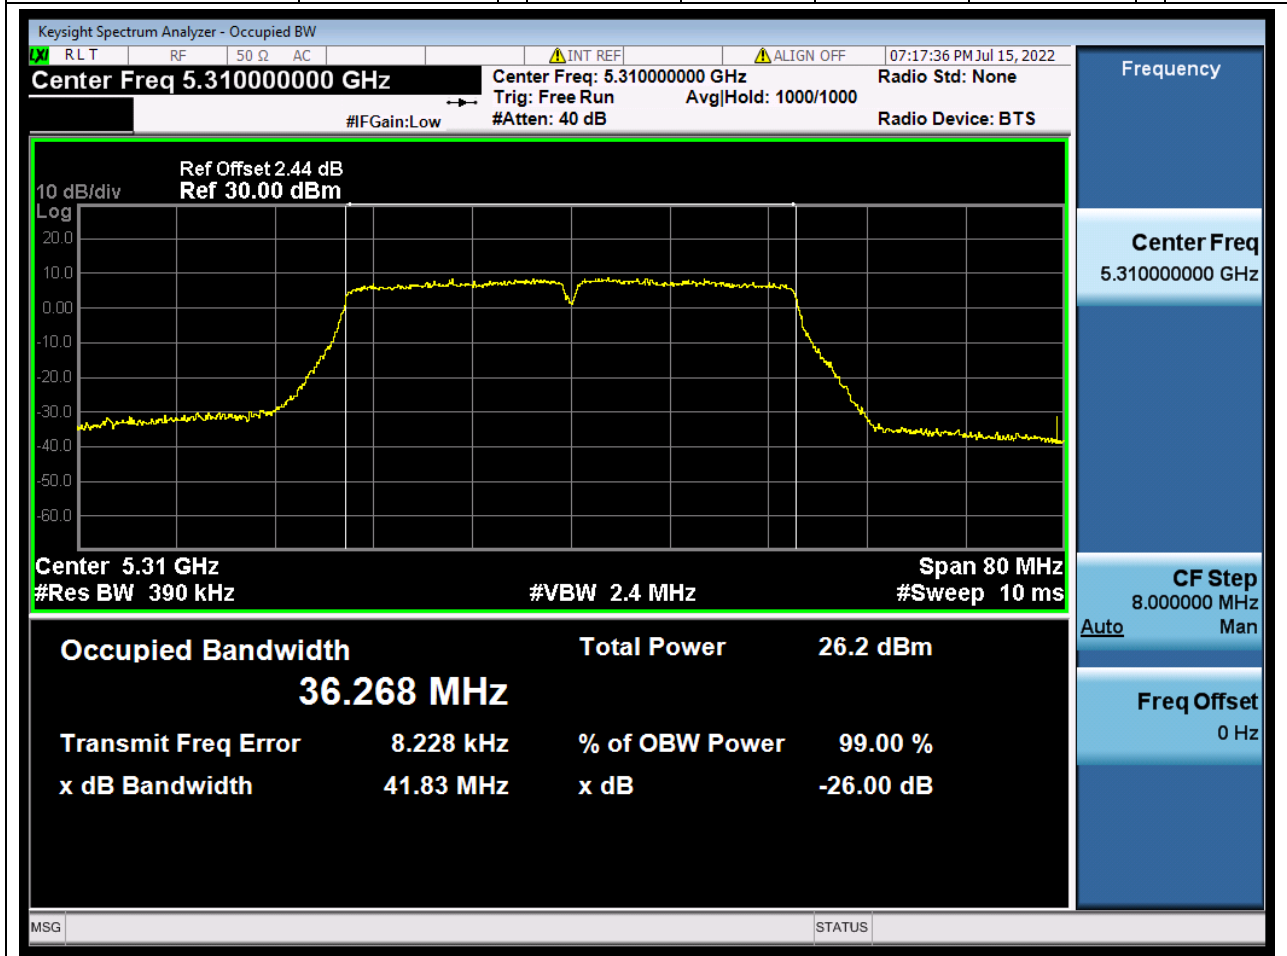 Keysight Spectrum Analyzer - Occupied BW
LXI RLT RF 50 Ω AC INT REF ALIGN OFF 07:17:36 PM Jul 15, 2022
Center Freq 5.310000000 GHz
Center Freq: 5.310000000 GHz Radio Std: None
Trig: Free Run Avg|Hold: 1000/1000
#IFGain:Low #Atten: 40 dB Radio Device: BTS
Ref Offset 2.44 dB
10 dB/div Ref 30.00 dBm
Log
20.0
10.0
0.00
-10.0
-20.0
-30.0
-40.0
-50.0
-60.0
Center 5.31 GHz Span 80 MHz
#Res BW 390 kHz #VBW 2.4 MHz #Sweep 10 ms
Occupied Bandwidth Total Power 26.2 dBm
36.268 MHz
Transmit Freq Error 8.228 kHz % of OBW Power 99.00 %
x dB Bandwidth 41.83 MHz x dB -26.00 dB
MSG STATUS
Frequency
Center Freq
5.310000000 GHz
CF Step
8.000000 MHz
Auto Man
Freq Offset
0 Hz